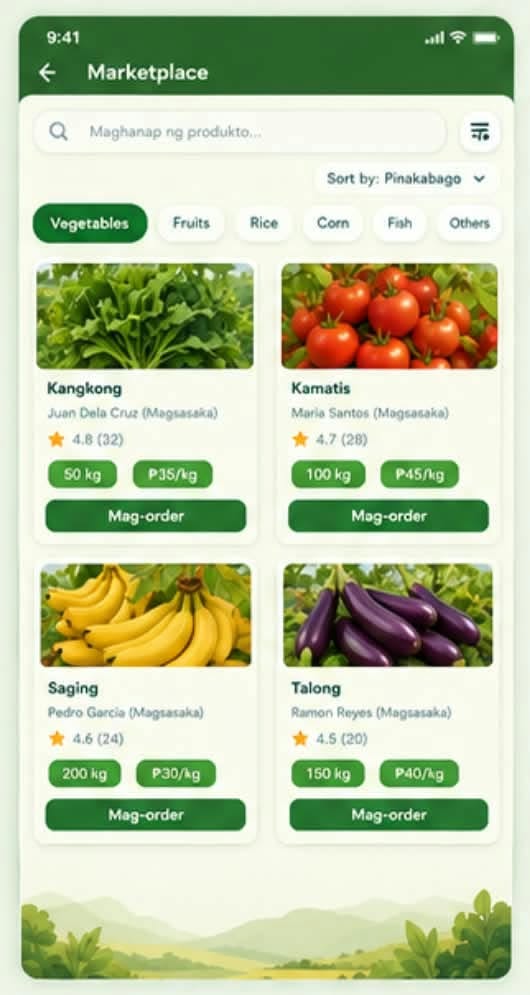 9:41
Marketplace
Maghanap ng produkto...
Sort by: Pinakabago
Vegetables Fruits Rice Corn Fish Others
Kangkong
Juan Dela Cruz (Magsasaka)
4.8 (32)
50 kg ₱35/kg
Mag-order
Kamatis
Maria Santos (Magsasaka)
4.7 (28)
100 kg ₱45/kg
Mag-order
Saging
Pedro Garcia (Magsasaka)
4.6 (24)
200 kg ₱30/kg
Mag-order
Talong
Ramon Reyes (Magsasaka)
4.5 (20)
150 kg ₱40/kg
Mag-order